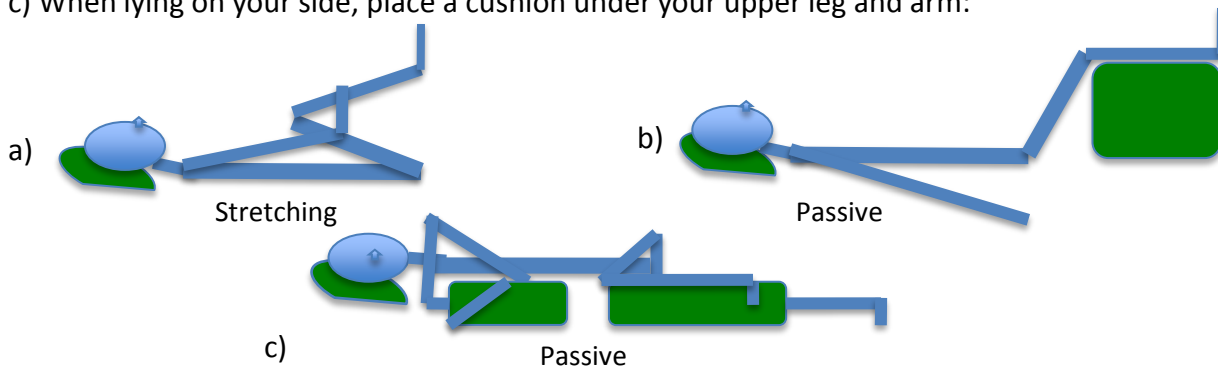 c) When lying on your side, place a cushion under your upper leg and arm:
a)
b)
Stretching
Passive
c)
Passive